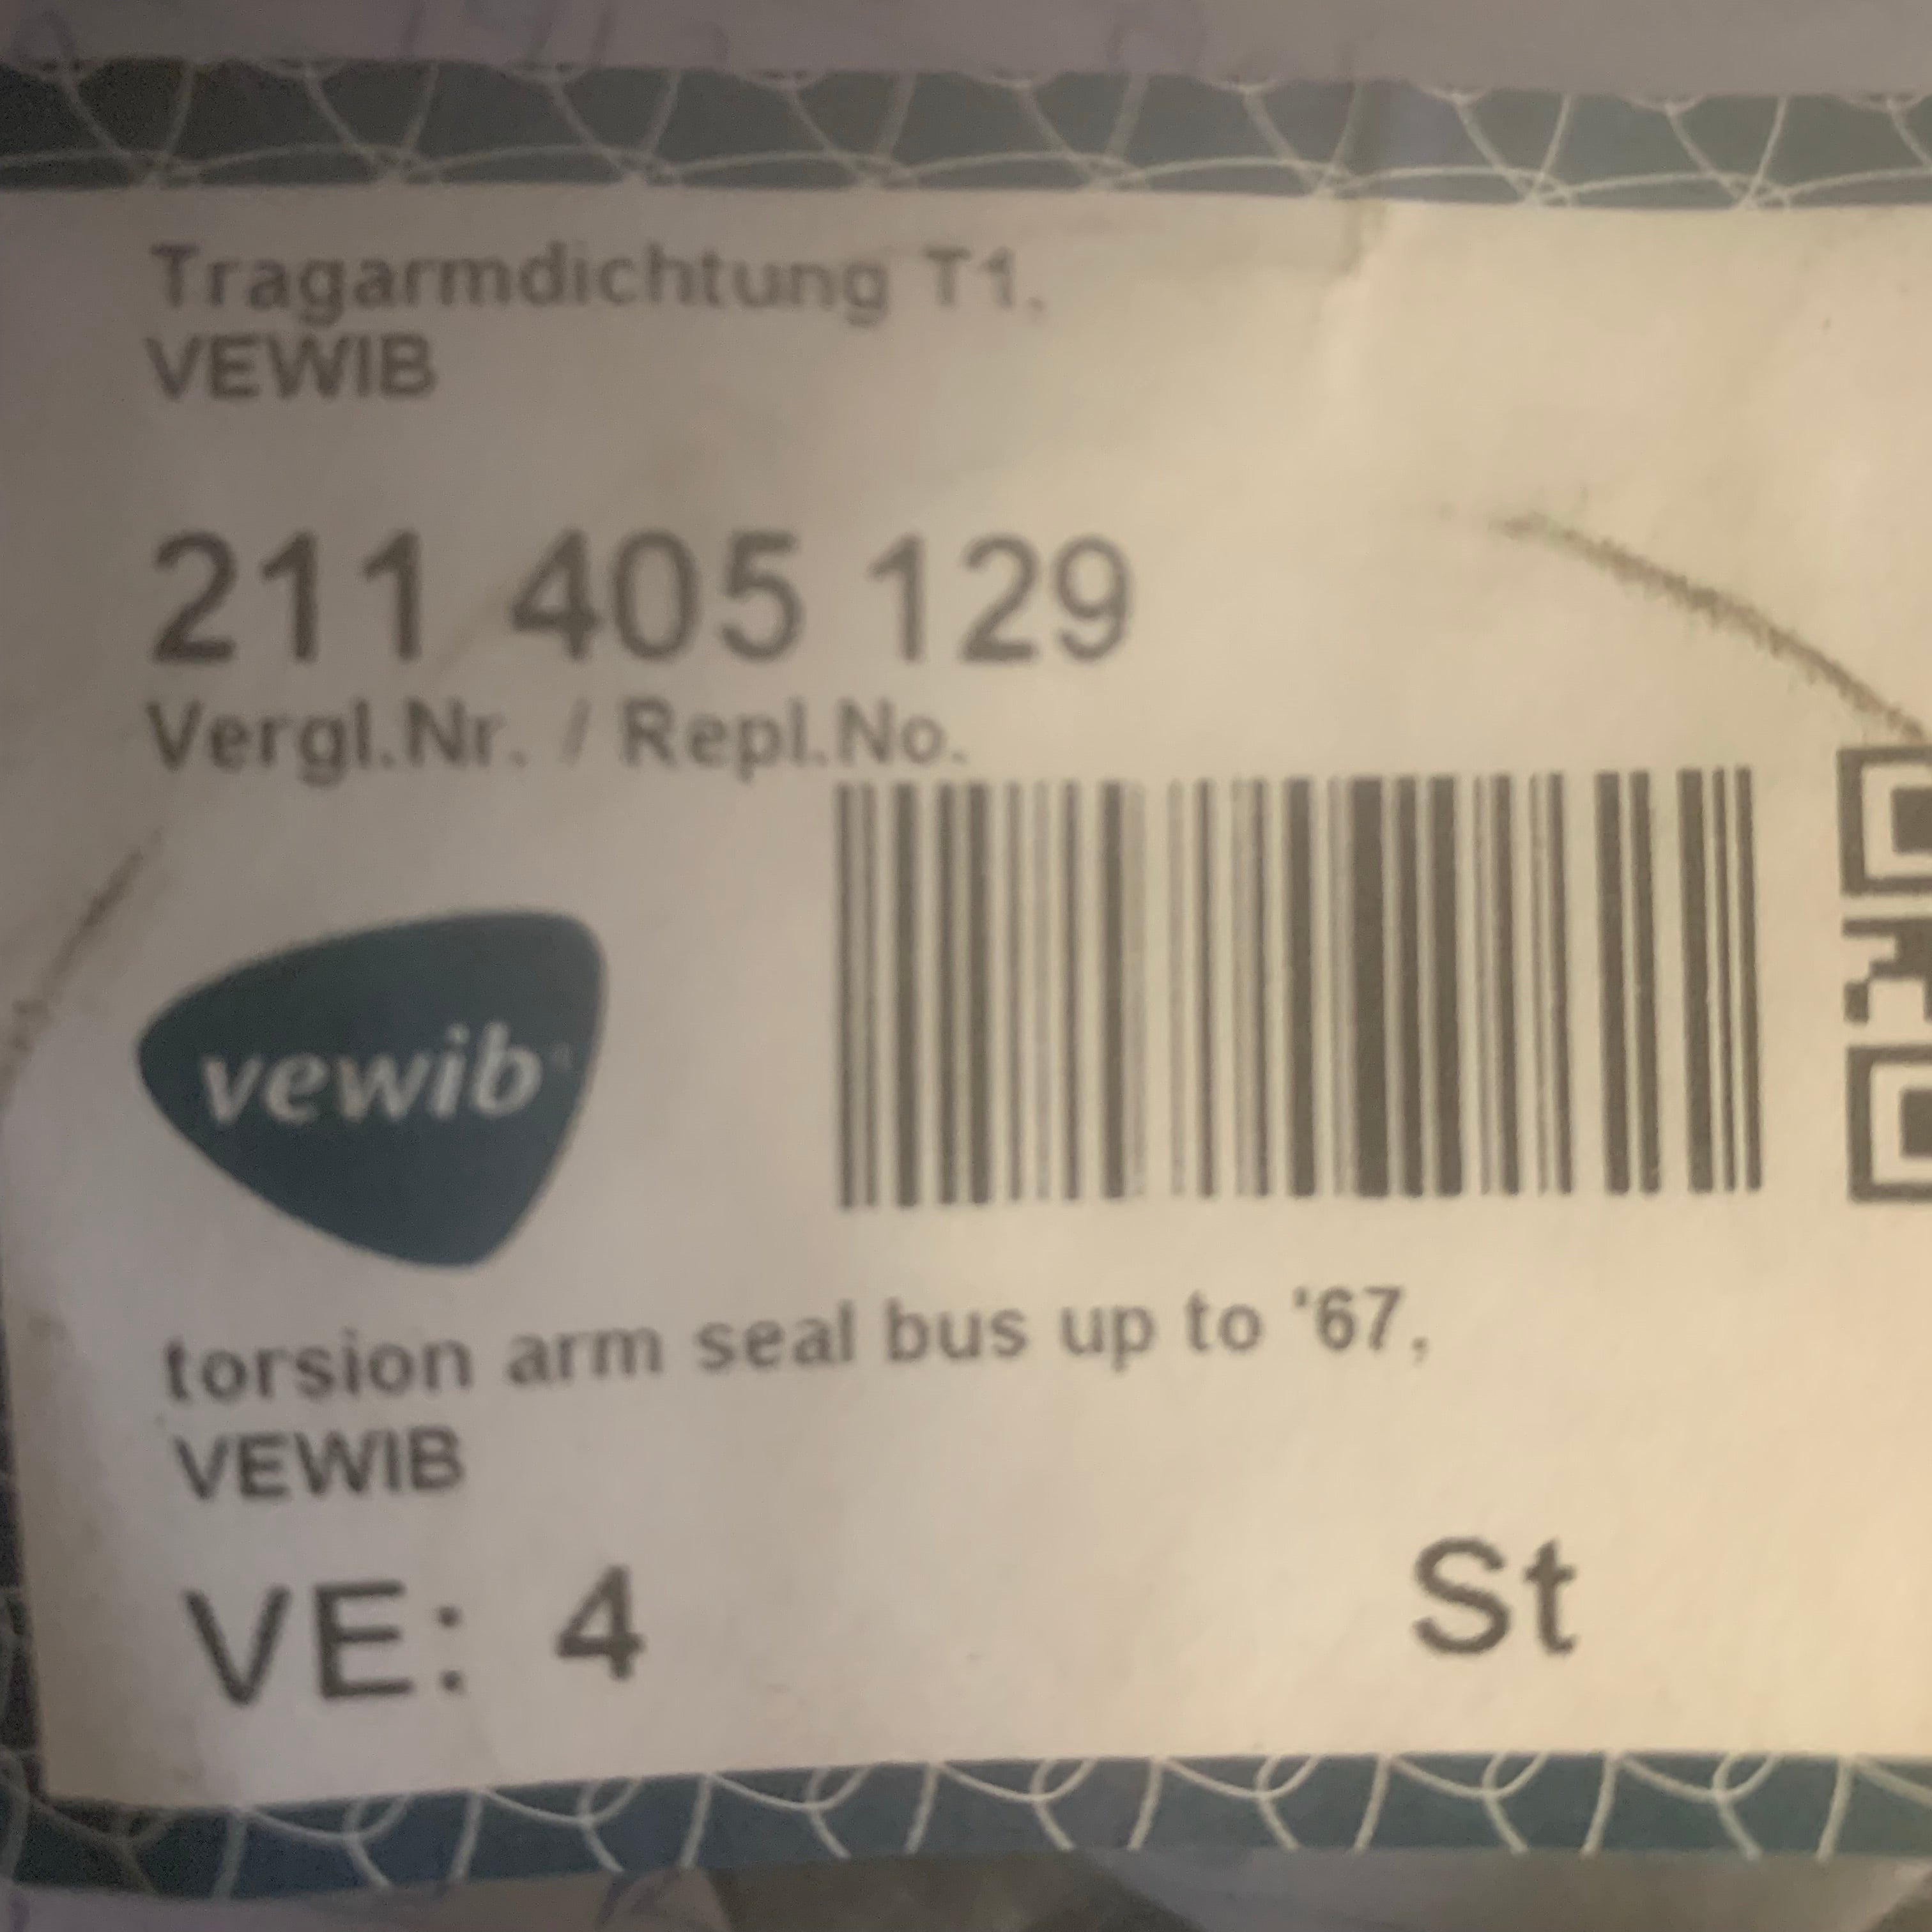 Tragarmdichtung T1,
VEWIB
211 405 129
Vergl.Nr. / Repl.No.
vewib
torsion arm seal bus up to '67,
VEWIB
VE: 4 St